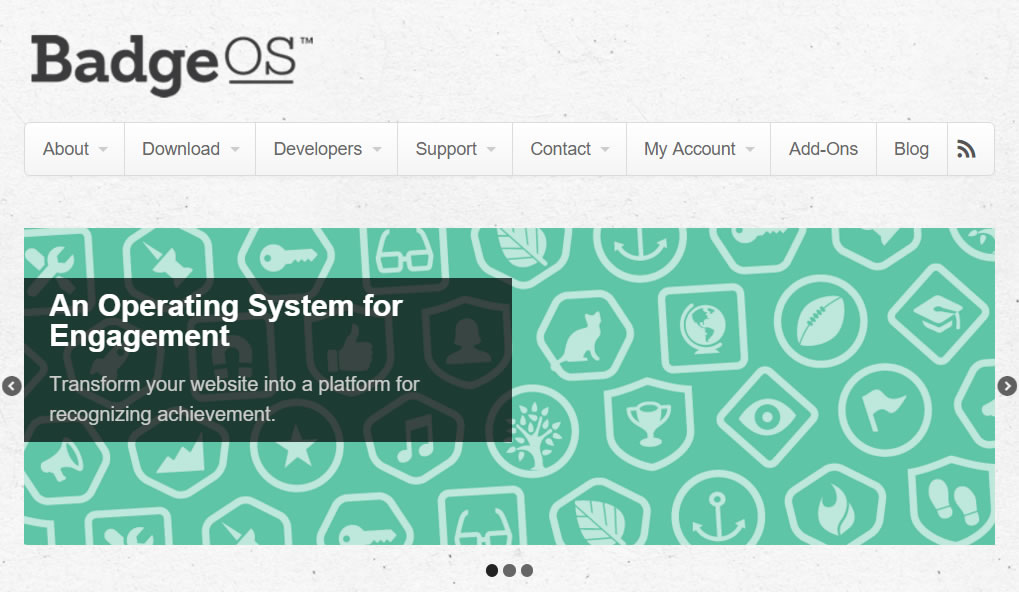 BadgeOS™
About Download Developers Support Contact My Account Add-Ons Blog
An Operating System for
Engagement
Transform your website into a platform for
recognizing achievement.